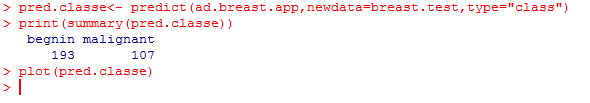 > pred.classe<- predict(ad.breast.app,newdata=breast.test,type="class")
> print(summary(pred.classe))
begnin malignant
193 107
> plot(pred.classe)
>